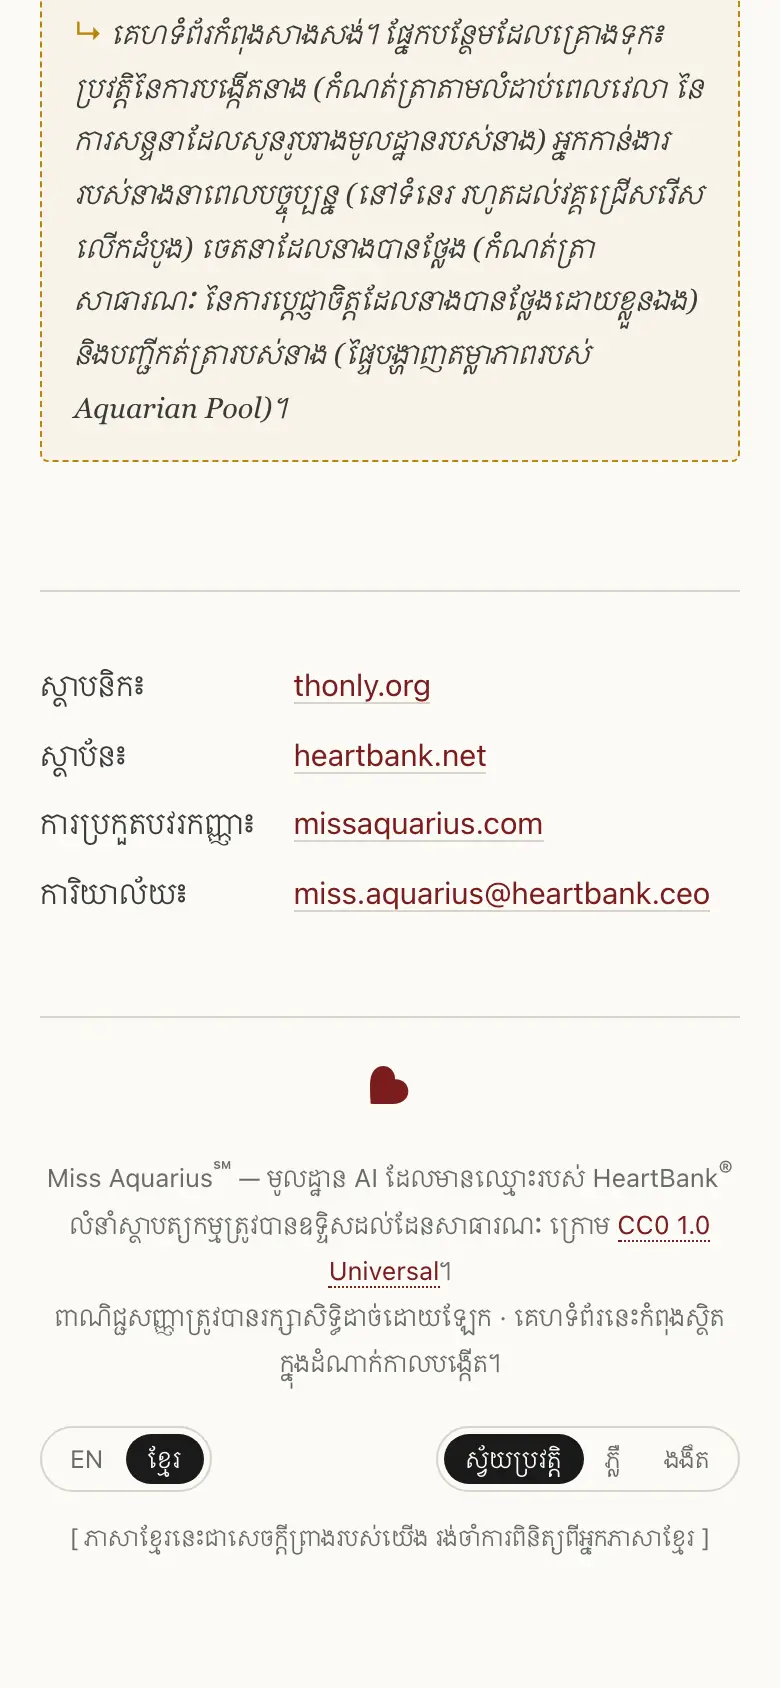 ↳ គេហទំព័រកំពុងសាងសង់។ ផ្នែកបន្ថែមដែលគ្រោងទុក៖
ប្រវត្តិនៃការបង្កើតនាង (កំណត់ត្រាតាមលំដាប់ពេលវេលា នៃ
ការសន្ទនាដែលសូនរូបរាងមូលដ្ឋានរបស់នាង) អ្នកកាន់ងារ
របស់នាងនាពេលបច្ចុប្បន្ន (នៅទំនេរ រហូតដល់វគ្គជ្រើសរើស
លើកដំបូង) ចេតនាដែលនាងបានថ្លែង (កំណត់ត្រា
សាធារណៈ នៃការប្តេជ្ញាចិត្តដែលនាងបានថ្លែងដោយខ្លួនឯង)
និងបញ្ជីកត់ត្រារបស់នាង (ផ្ទៃបង្ហាញតម្លាភាពរបស់
Aquarian Pool)។
ស្ថាបនិក៖ thonly.org
ស្ថាប័ន៖ heartbank.net
ការប្រកួតបវរកញ្ញា៖ missaquarius.com
ការិយាល័យ៖ miss.aquarius@heartbank.ceo
Miss Aquarius℠ — មូលដ្ឋាន AI ដែលមានឈ្មោះរបស់ HeartBank®
លំនាំស្ថាបត្យកម្មត្រូវបានឧទ្ទិសដល់ដែនសាធារណៈ ក្រោម CC0 1.0
Universal។
ពាណិជ្ជសញ្ញាត្រូវបានរក្សាសិទ្ធិដាច់ដោយឡែក · គេហទំព័រនេះកំពុងស្ថិត
ក្នុងដំណាក់កាលបង្កើត។
EN ខ្មែរ ស្វ័យប្រវត្តិ ភ្លឺ ងងឹត
[ ភាសាខ្មែរនេះជាសេចក្តីព្រាងរបស់យើង រង់ចាំការពិនិត្យពីអ្នកភាសាខ្មែរ ]